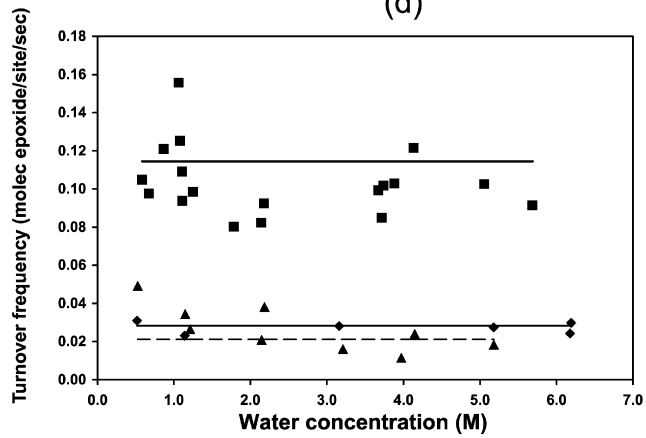 (d)
Turnover frequency (molec epoxide/site/sec)
0.18
0.16
0.14
0.12
0.10
0.08
0.06
0.04
0.02
0.00
0.0 1.0 2.0 3.0 4.0 5.0 6.0 7.0
Water concentration (M)